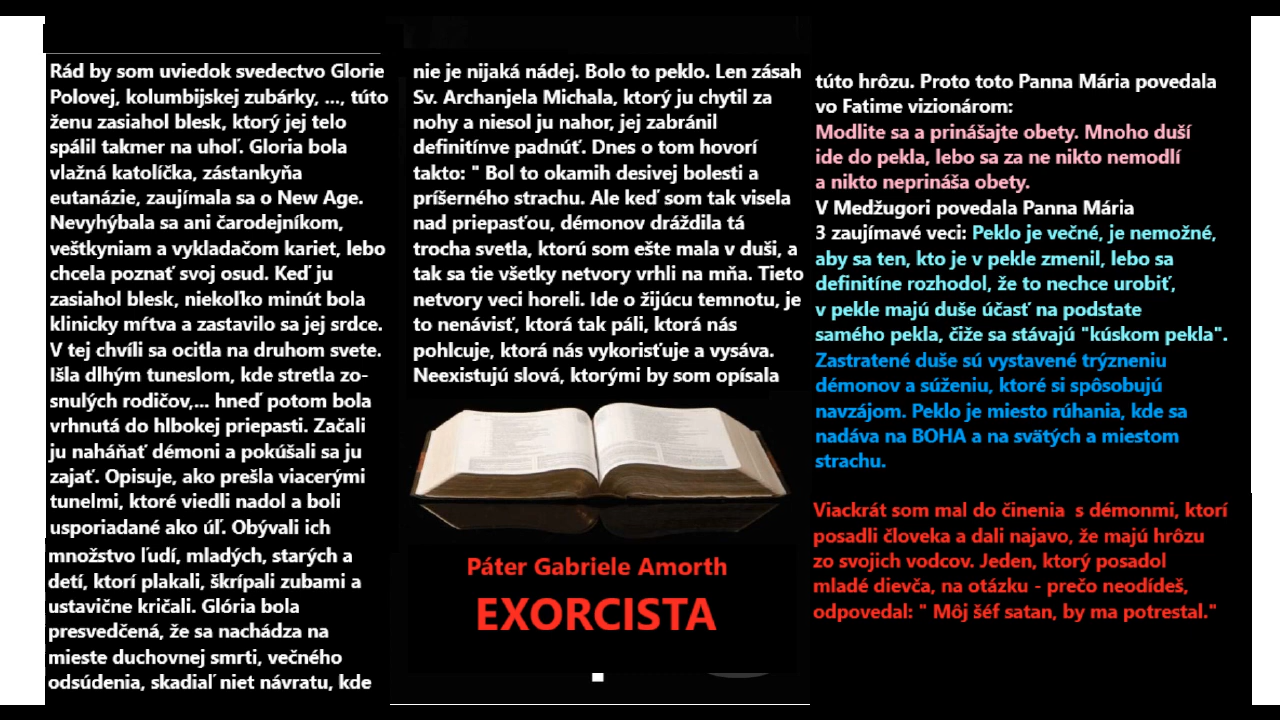 Rád by som uviedok svedectvo Glorie
Polovej, kolumbijskej zubárky, ..., túto
ženu zasiahol blesk, ktorý jej telo
spálil takmer na uhoľ. Gloria bola
vlažná katolíčka, zástankyňa
eutanázie, zaujímala sa o New Age.
Nevyhýbala sa ani čarodejníkom,
veštkyniam a vykladačom kariet, lebo
chcela poznať svoj osud. Keď ju
zasiahol blesk, niekoľko minút bola
klinicky mŕtva a zastavilo sa jej srdce.
V tej chvíli sa ocitla na druhom svete.
Išla dlhým tuneslom, kde stretla zo-
snulých rodičov,... hneď potom bola
vrhnutá do hlbokej priepasti. Začali
ju naháňať démoni a pokúšali sa ju
zajať. Opisuje, ako prešla viacerými
tunelmi, ktoré viedli nadol a boli
usporiadané ako úľ. Obývali ich
množstvo ľudí, mladých, starých a
detí, ktorí plakali, škrípali zubami a
ustavične kričali. Glória bola
presvedčená, že sa nachádza na
mieste duchovnej smrti, večného
odsúdenia, skadiaľ niet návratu, kde
nie je nijaká nádej. Bolo to peklo. Len zásah
Sv. Archanjela Michala, ktorý ju chytil za
nohy a niesol ju nahor, jej zabránil
definitínve padnúť. Dnes o tom hovorí
takto: " Bol to okamih desivej bolesti a
príšerného strachu. Ale keď som tak visela
nad priepasťou, démonov dráždila tá
trocha svetla, ktorú som ešte mala v duši, a
tak sa tie všetky netvory vrhli na mňa. Tieto
netvory veci horeli. Ide o žijúcu temnotu, je
to nenávisť, ktorá tak páli, ktorá nás
pohlcuje, ktorá nás vykorisťuje a vysáva.
Neexistujú slová, ktorými by som opísala
Páter Gabriele Amorth
EXORCISTA
túto hrôzu. Proto toto Panna Mária povedala
vo Fatime vizionárom:
Modlite sa a prinášajte obety. Mnoho duší
ide do pekla, lebo sa za ne nikto nemodlí
a nikto neprináša obety.
V Medžugori povedala Panna Mária
3 zaujímavé veci: Peklo je večné, je nemožné,
aby sa ten, kto je v pekle zmenil, lebo sa
definitíne rozhodol, že to nechce urobiť,
v pekle majú duše účasť na podstate
samého pekla, čiže sa stávajú "kúskom pekla".
Zastratené duše sú vystavené trýzneniu
démonov a súženiu, ktoré si spôsobujú
navzájom. Peklo je miesto rúhania, kde sa
nadáva na BOHA a na svätých a miestom
strachu.
Viackrát som mal do činenia s démonmi, ktorí
posadli človeka a dali najavo, že majú hrôzu
zo svojich vodcov. Jeden, ktorý posadol
mladé dievča, na otázku - prečo neodídeš,
odpovedal: " Môj šéf satan, by ma potrestal."